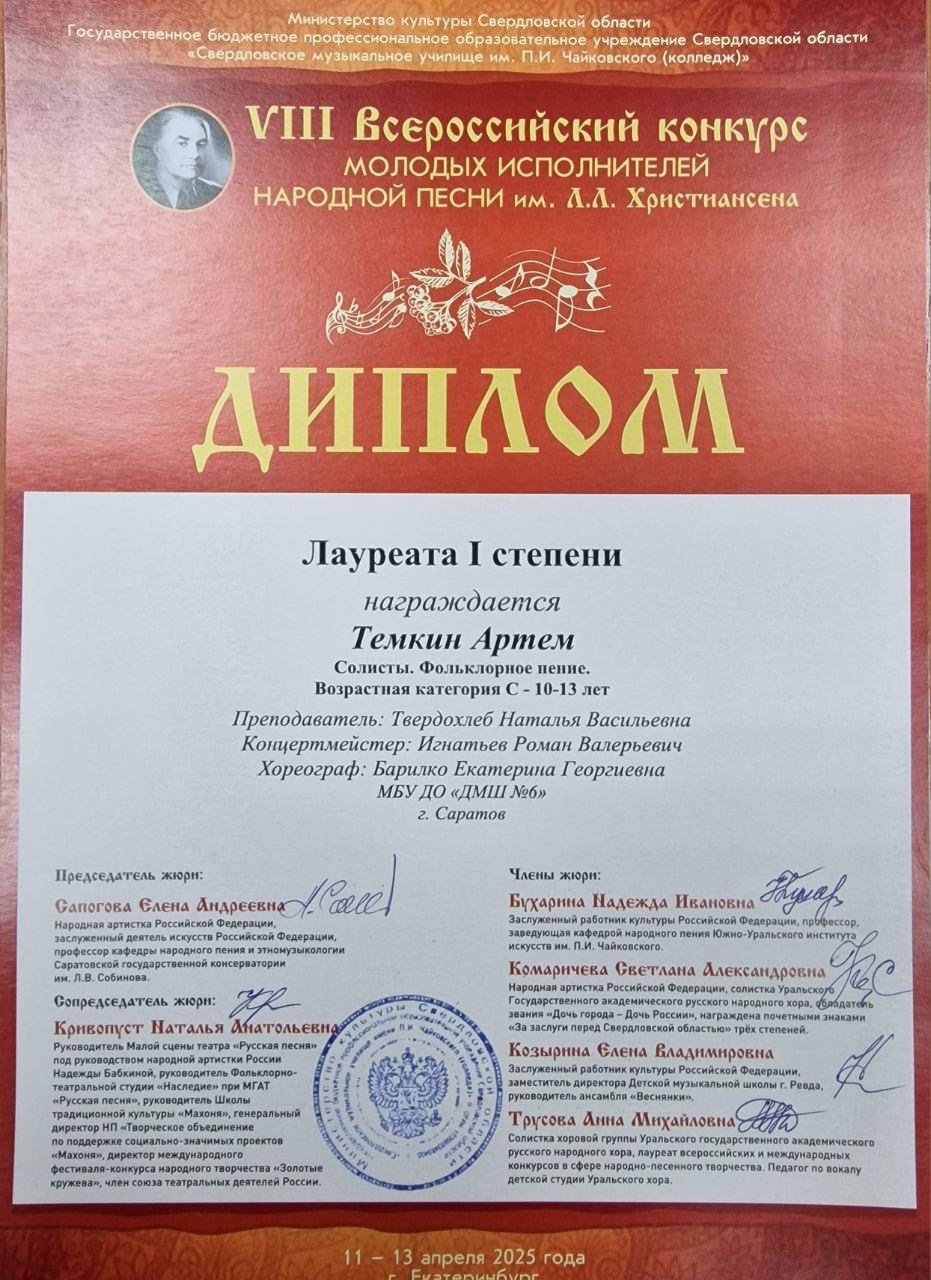 Министерство культуры Свердловской области
Государственное бюджетное профессиональное образовательное учреждение Свердловской области
«Свердловское музыкальное училище им. П.И. Чайковского (колледж)»
VIII Всероссийский конкурс
МОЛОДЫХ ИСПОЛНИТЕЛЕЙ
НАРОДНОЙ ПЕСНИ им. Л.Л. Христиансена
ДИПЛОМ
Лауреата I степени
награждается
Темкин Артем
Солисты. Фольклорное пение.
Возрастная категория С - 10-13 лет
Преподаватель: Твердохлеб Наталья Васильевна
Концертмейстер: Игнатьев Роман Валерьевич
Хореограф: Барилко Екатерина Георгиевна
МБУ ДО «ДМШ №6»
г. Саратов
Председатель жюри:
Сапогова Елена Андреевна
Народная артистка Российской Федерации,
заслуженный деятель искусств Российской Федерации,
профессор кафедры народного пения и этномузыкологии
Саратовской государственной консерватории
им. Л.В. Собинова.
Сопредседатель жюри:
Кривопуст Наталья Анатольевна
Руководитель Малой сцены театра «Русская песня»
под руководством народной артистки России
Надежды Бабкиной, руководитель Фольклорно-
театральной студии «Наследие» при МГАТ
«Русская песня», руководитель Школы
традиционной культуры «Махоня», генеральный
директор НП «Творческое объединение
по поддержке социально-значимых проектов
«Махоня», директор международного
фестиваля-конкурса народного творчества «Золотые
кружева», член союза театральных деятелей России.
Члены жюри:
Бухарина Надежда Ивановна
Заслуженный работник культуры Российской Федерации, профессор,
заведующая кафедрой народного пения Южно-Уральского института
искусств им. П.И. Чайковского.
Комаричева Светлана Александровна
Народная артистка Российской Федерации, солистка Уральского
Государственного академического русского народного хора, обладатель
звания «Дочь города – Дочь России», награждена почетными знаками
«За заслуги перед Свердловской областью» трёх степеней.
Козырина Елена Владимировна
Заслуженный работник культуры Российской Федерации,
заместитель директора Детской музыкальной школы г. Ревда,
руководитель ансамбля «Веснянки».
Трусова Анна Михайловна
Солистка хоровой группы Уральского государственного академического
русского народного хора, лауреат всероссийских и международных
конкурсов в сфере народно-песенного творчества. Педагог по вокалу
детской студии Уральского хора.
11 – 13 апреля 2025 года
г. Екатеринбург